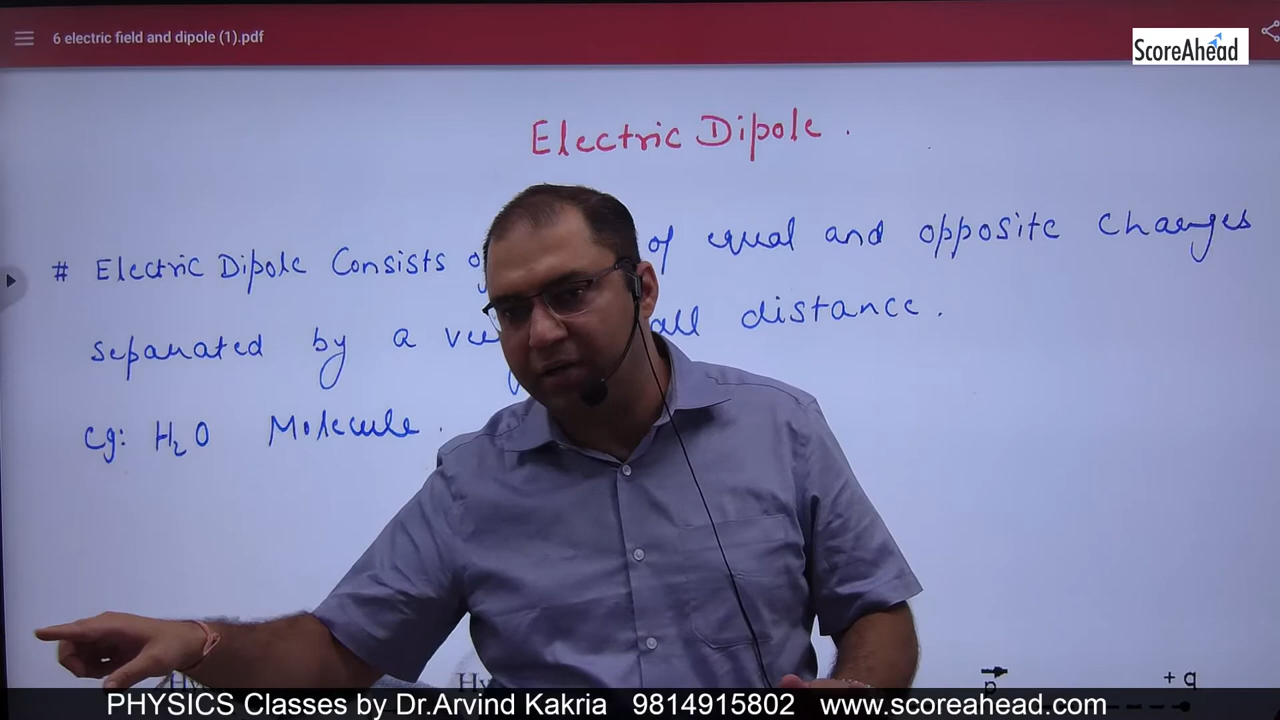 6 electric field and dipole (1).pdf
ScoreAhead
Electric Dipole.
# Electric Dipole Consists of equal and opposite Charges
separated by a distance.
eg: H₂O Molecule.
p
+ q
PHYSICS Classes by Dr.Arvind Kakria 9814915802 www.scoreahead.com